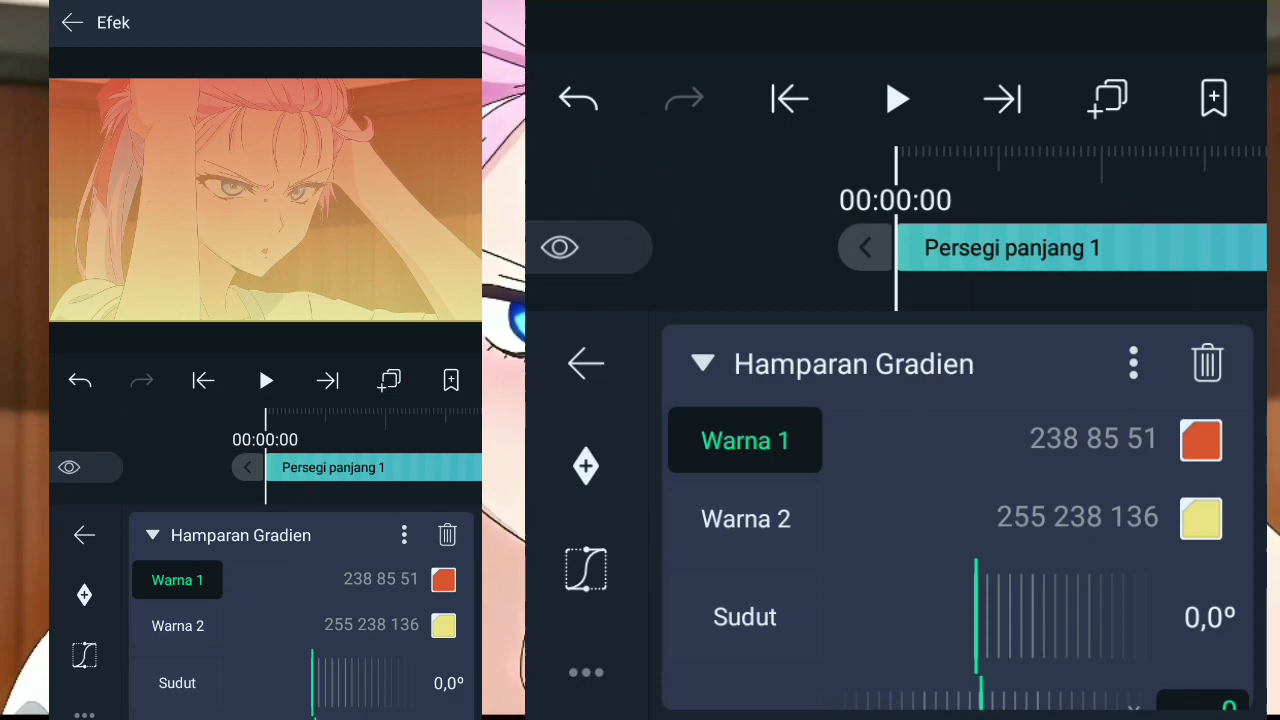 Efek
00:00:00
Persegi panjang 1
Hamparan Gradien
Warna 1
238 85 51
Warna 2
255 238 136
Sudut
0,0º
00:00:00
Persegi panjang 1
Hamparan Gradien
Warna 1
238 85 51
Warna 2
255 238 136
Sudut
0,0º